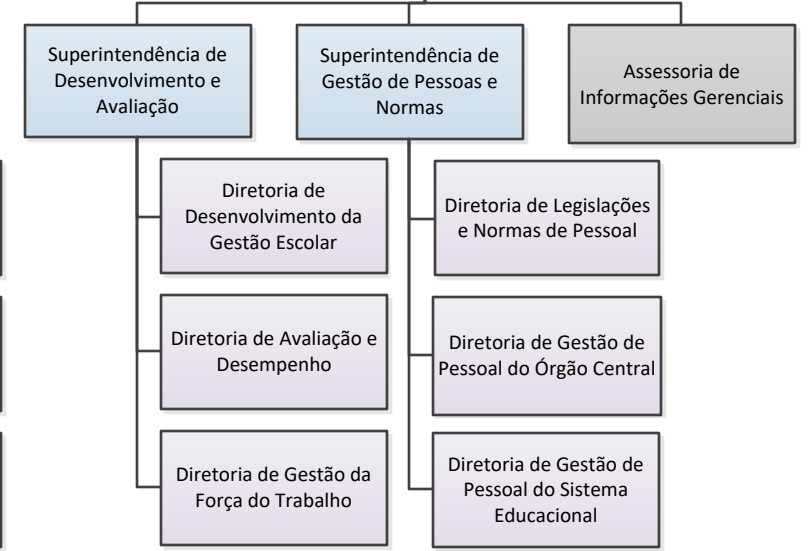 Superintendência de
Desenvolvimento e
Avaliação
Superintendência de
Gestão de Pessoas e
Normas
Assessoria de
Informações Gerenciais
Diretoria de
Desenvolvimento da
Gestão Escolar
Diretoria de Avaliação e
Desempenho
Diretoria de Gestão da
Força do Trabalho
Diretoria de Legislações
e Normas de Pessoal
Diretoria de Gestão de
Pessoal do Órgão Central
Diretoria de Gestão de
Pessoal do Sistema
Educacional